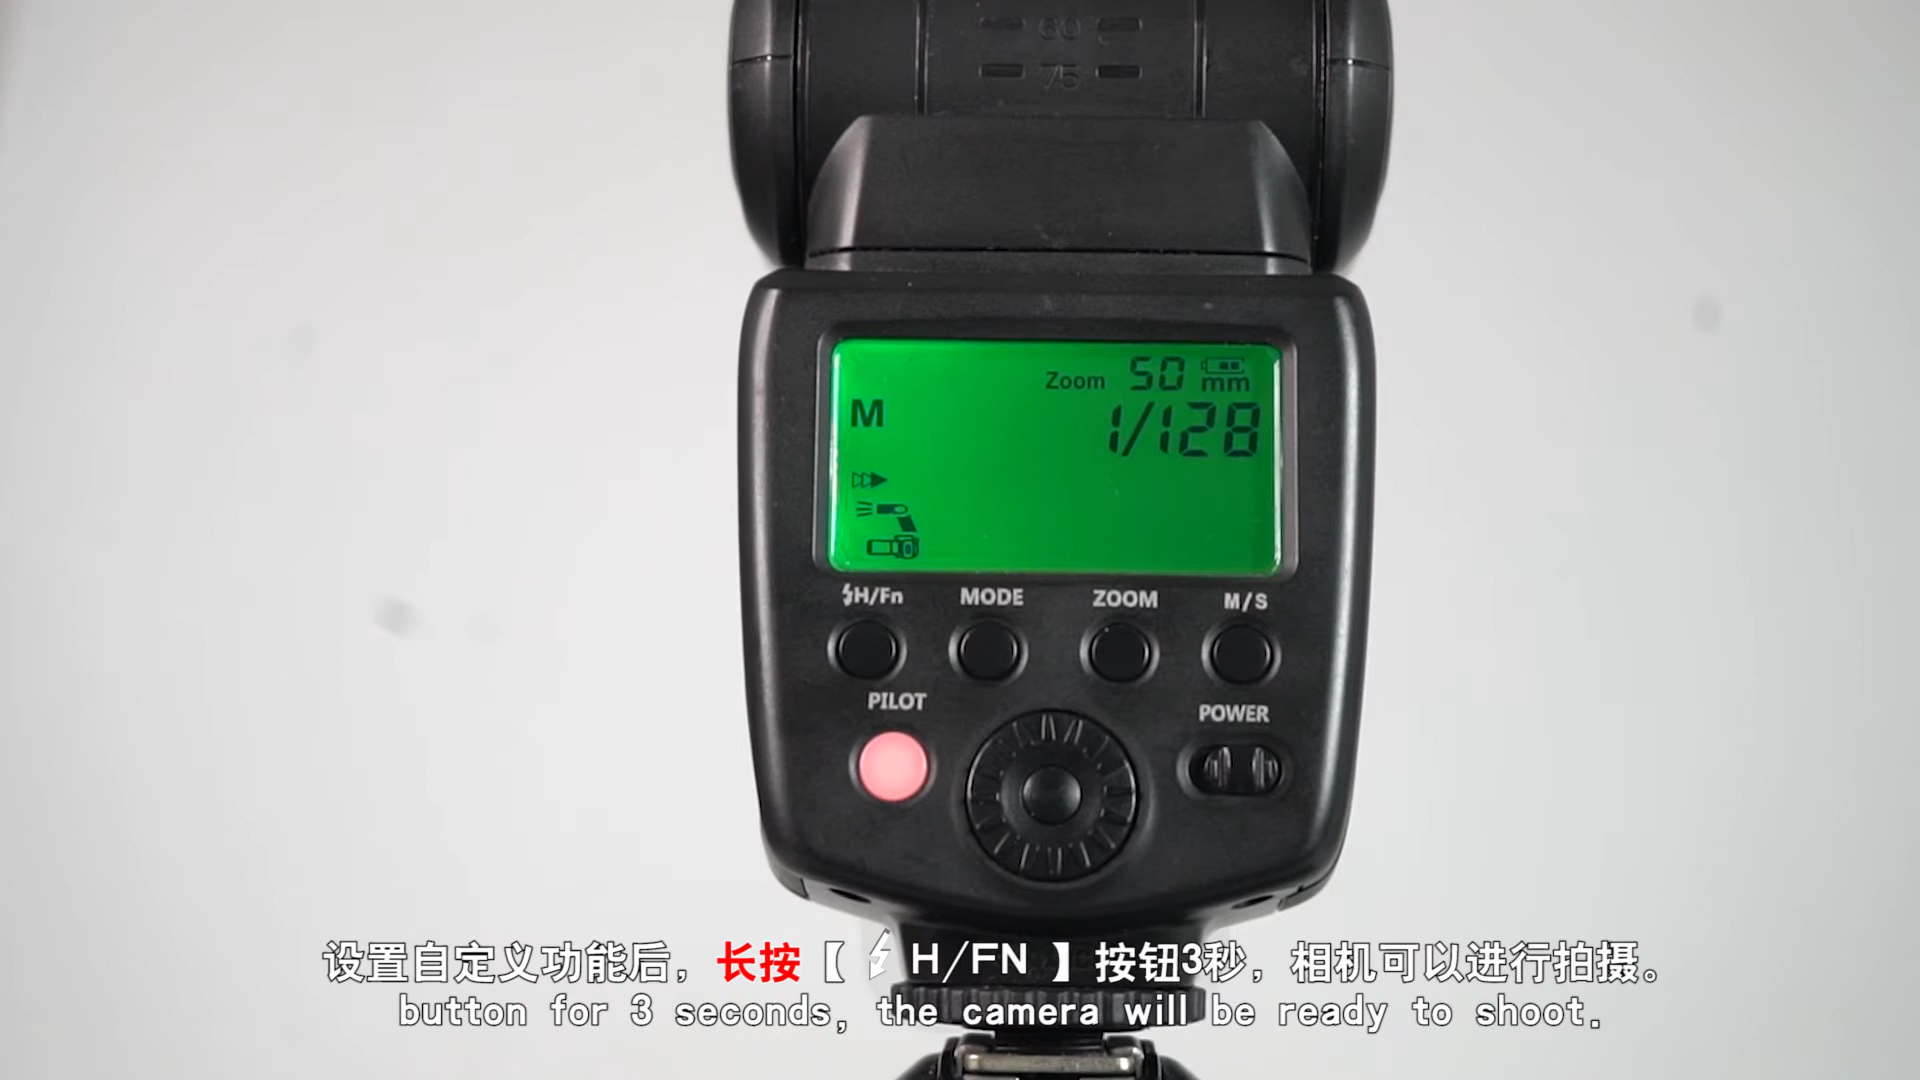 60
75
Zoom 50 mm
M
1/128
H/Fn MODE ZOOM M/S
PILOT
POWER
设置自定义功能后，长按【 H/FN 】按钮3秒，相机可以进行拍摄。
button for 3 seconds, the camera will be ready to shoot.